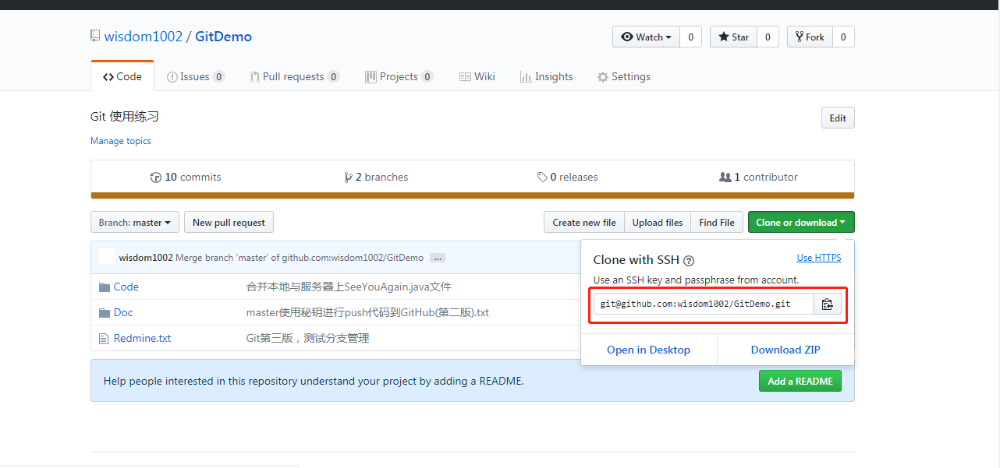 wisdom1002 / GitDemo
Watch 0 Star 0 Fork 0
Code Issues 0 Pull requests 0 Projects 0 Wiki Insights Settings
Git 使用练习
Edit
Manage topics
10 commits 2 branches 0 releases 1 contributor
Branch: master New pull request Create new file Upload files Find File Clone or download
wisdom1002 Merge branch 'master' of github.com:wisdom1002/GitDemo ...
Code 合并本地与服务器上SeeYouAgain.java文件
Doc master使用秘钥进行push代码到GitHub(第二版).txt
Redmine.txt Git第三版，测试分支管理
Clone with SSH ? Use HTTPS
Use an SSH key and passphrase from account.
git@github.com:wisdom1002/GitDemo.git
Open in Desktop Download ZIP
Help people interested in this repository understand your project by adding a README. Add a README